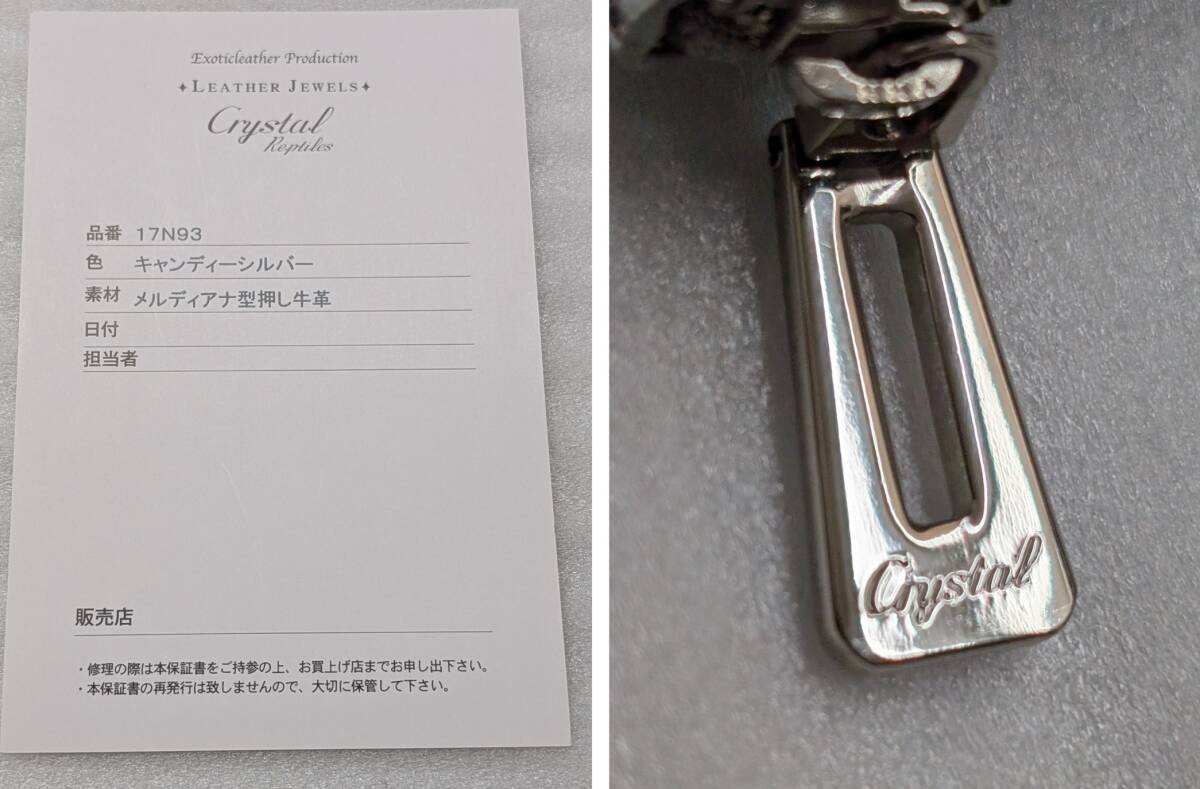 Exoticleather Production
LEATHER JEWELS
Crystal
Reptiles
品番 17N93
色 キャンディーシルバー
素材 メルディアナ型押し牛革
日付
担当者
販売店
・修理の際は本保証書をご持参の上、お買上げ店までお申し出下さい。
・本保証書の再発行は致しませんので、大切に保管して下さい。
Crystal